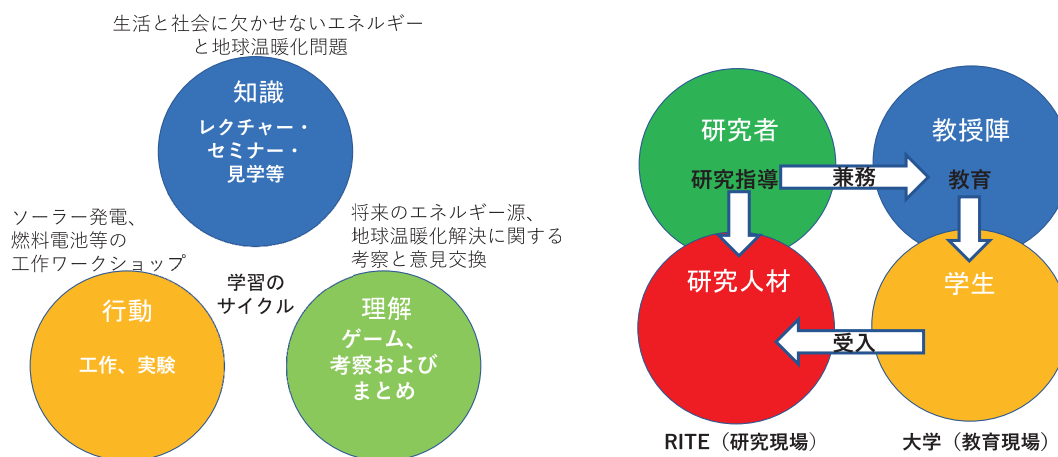 生活と社会に欠かせないエネルギー
と地球温暖化問題
知識
レクチャー・
セミナー・
見学等
ソーラー発電、
燃料電池等の
工作ワークショップ
将来のエネルギー源、
地球温暖化解決に関する
考察と意見交換
学習の
サイクル
行動
工作、実験
理解
ゲーム、
考察および
まとめ
研究者
研究指導
兼務
教授陣
教育
研究人材
受入
学生
RITE（研究現場）
大学（教育現場）